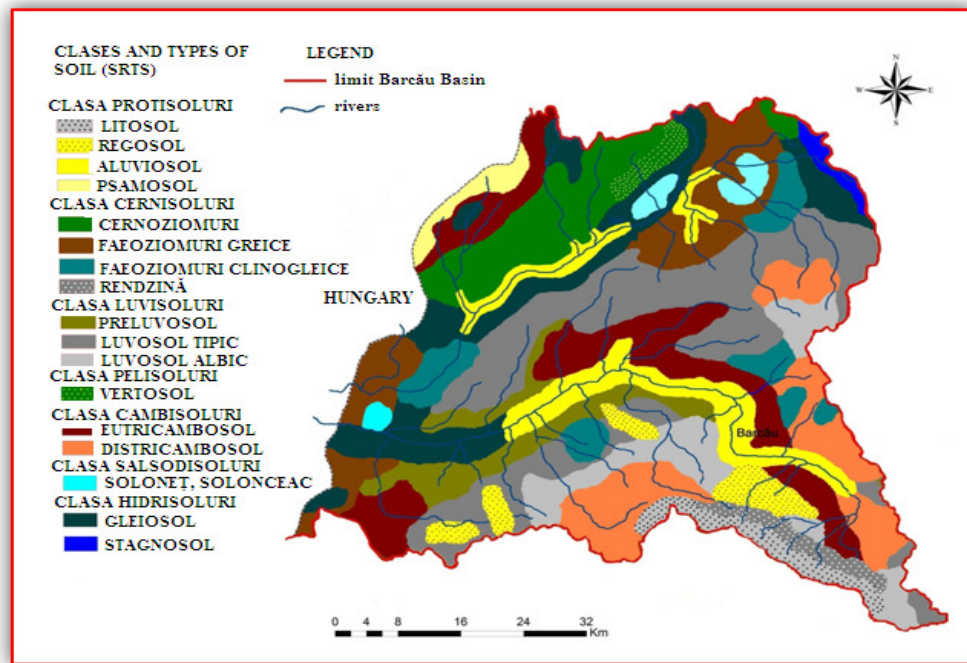 CLASES AND TYPES OF
SOIL (SRTS)
LEGEND
limit Barcău Basin
rivers
CLASA PROTISOLURI
LITOSOL
REGOSOL
ALUVIOSOL
PSAMOSOL
CLASA CERNISOLURI
CERNOZIOMURI
FAEOZIOMURI GREICE
FAEOZIOMURI CLINOGLEICE
RENDZINĂ
CLASA LUVISOLURI
PRELUVOSOL
LUVOSOL TIPIC
LUVOSOL ALBIC
CLASA PELISOLURI
VERTOSOL
CLASA CAMBISOLURI
EUTRICAMBOSOL
DISTRICAMBOSOL
CLASA SALSODISOLURI
SOLONEŢ, SOLONCEAC
CLASA HIDRISOLURI
GLEIOSOL
STAGNOSOL
N
W E
S
HUNGARY
Barcău
0 4 8 16 24 32
Km